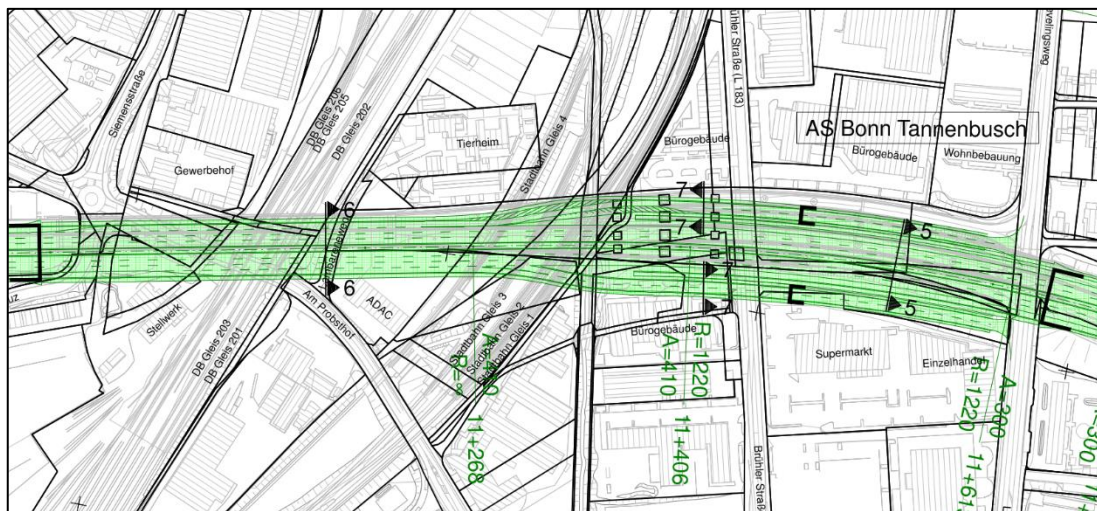 Siemensstraße
Gewerbehof
DB Gleis 206
DB Gleis 205
DB Gleis 202
Tierheim
Stadtbahn Gleis 4
Bürogebäude
(L 183)
AS Bonn Tannenbusch
Bürogebäude
Wohnbebauung
6
6
7
7
5
5
Stellwerk
DB Gleis 203
DB Gleis 201
Am Propsthof
ADAC
Stadtbahn Gleis 3
Stadtbahn Gleis 2
Stadtbahn Gleis 1
Bürogebäude
Supermarkt
Einzelhandel
11+268
R=1220
A=410
11+406
R=1220
A=300
Brühler Straße